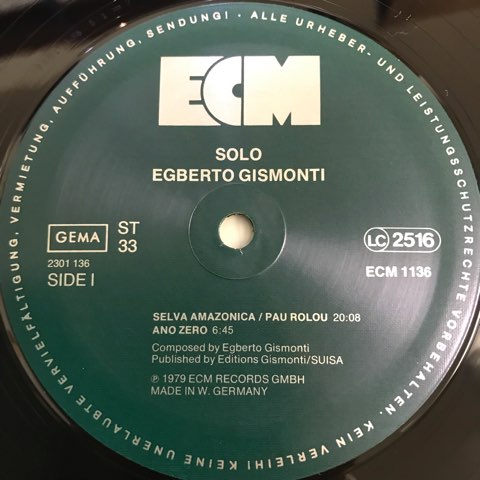 ECM
SOLO
EGBERTO GISMONTI
GEMA
ST
33
2301 136
SIDE I
LC 2516
ECM 1136
SELVA AMAZONICA / PAU ROLOU 20:08
ANO ZERO 6:45
Composed by Egberto Gismonti
Published by Editions Gismonti/SUISA
Ⓟ 1979 ECM RECORDS GMBH
MADE IN W. GERMANY
ALLE URHEBER- UND LEISTUNGSSCHUTZRECHTE VORBEHALTEN. · KEIN VERLEIH! KEINE UNERLAUBTE VERVIELFÄLTIGUNG, VERMIETUNG, AUFFÜHRUNG, SENDUNG! ·